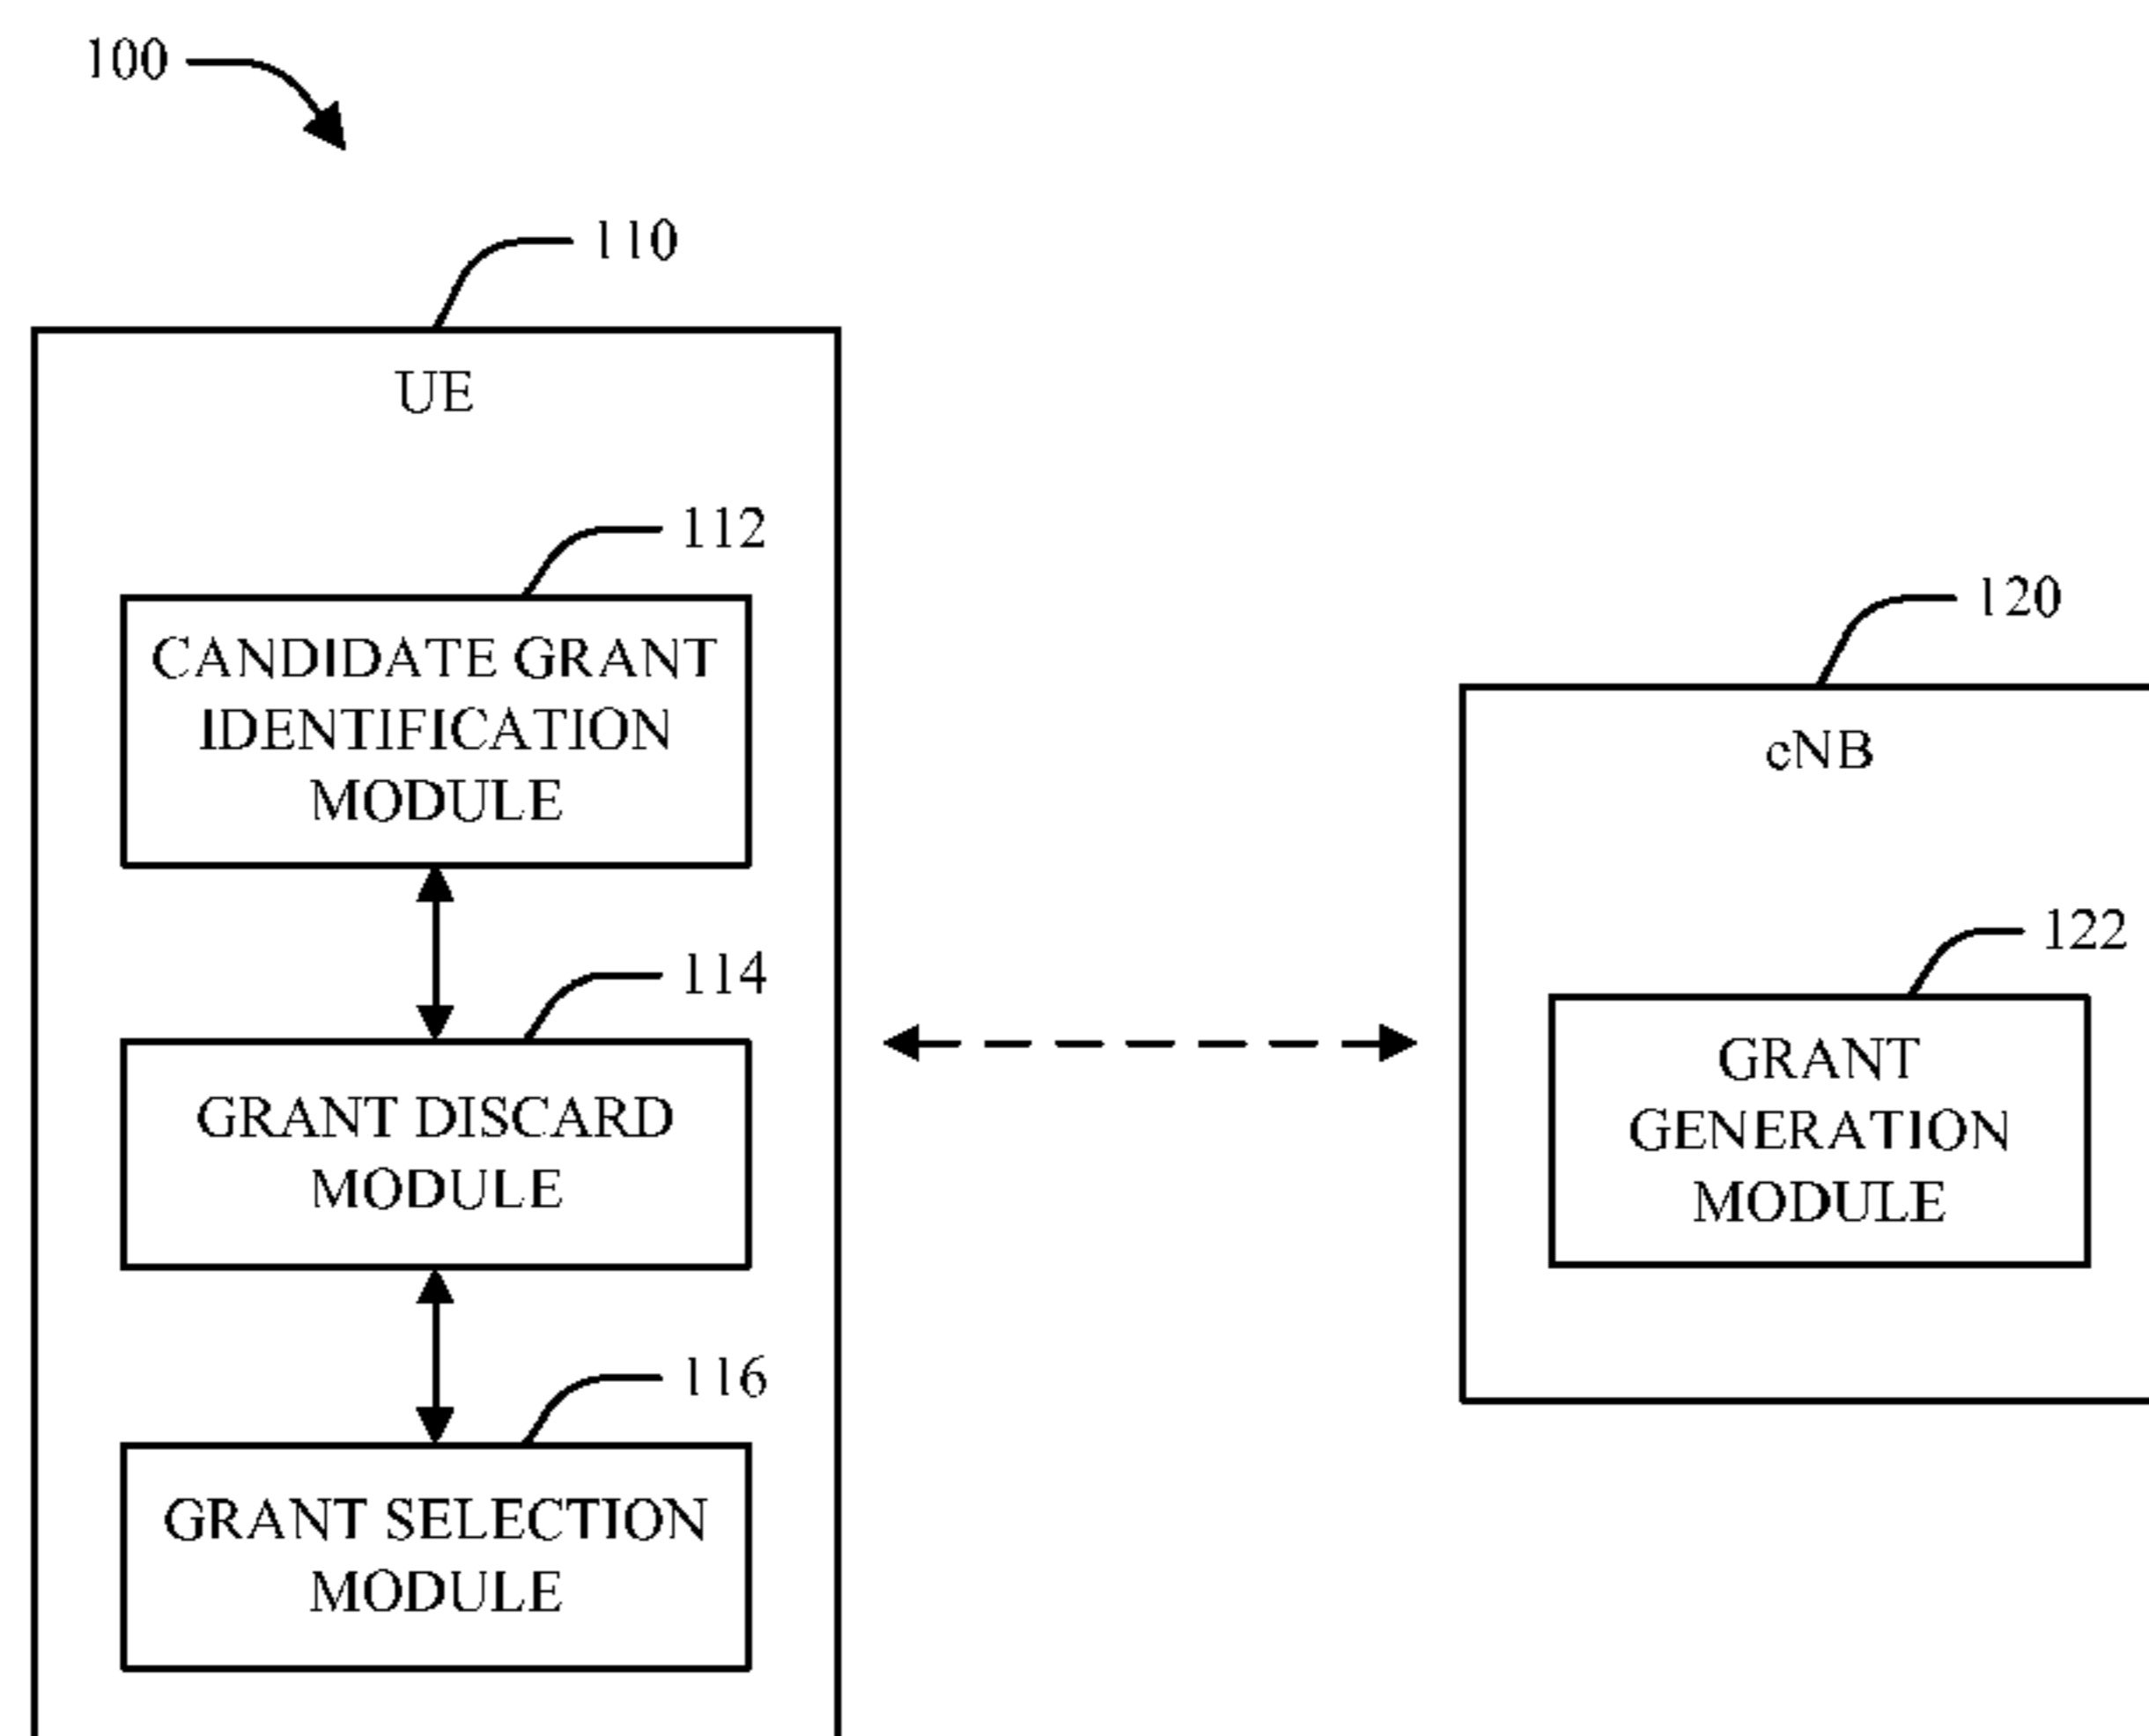 100
110
UE
112
CANDIDATE GRANT
IDENTIFICATION
MODULE
114
GRANT DISCARD
MODULE
116
GRANT SELECTION
MODULE
120
cNB
122
GRANT
GENERATION
MODULE